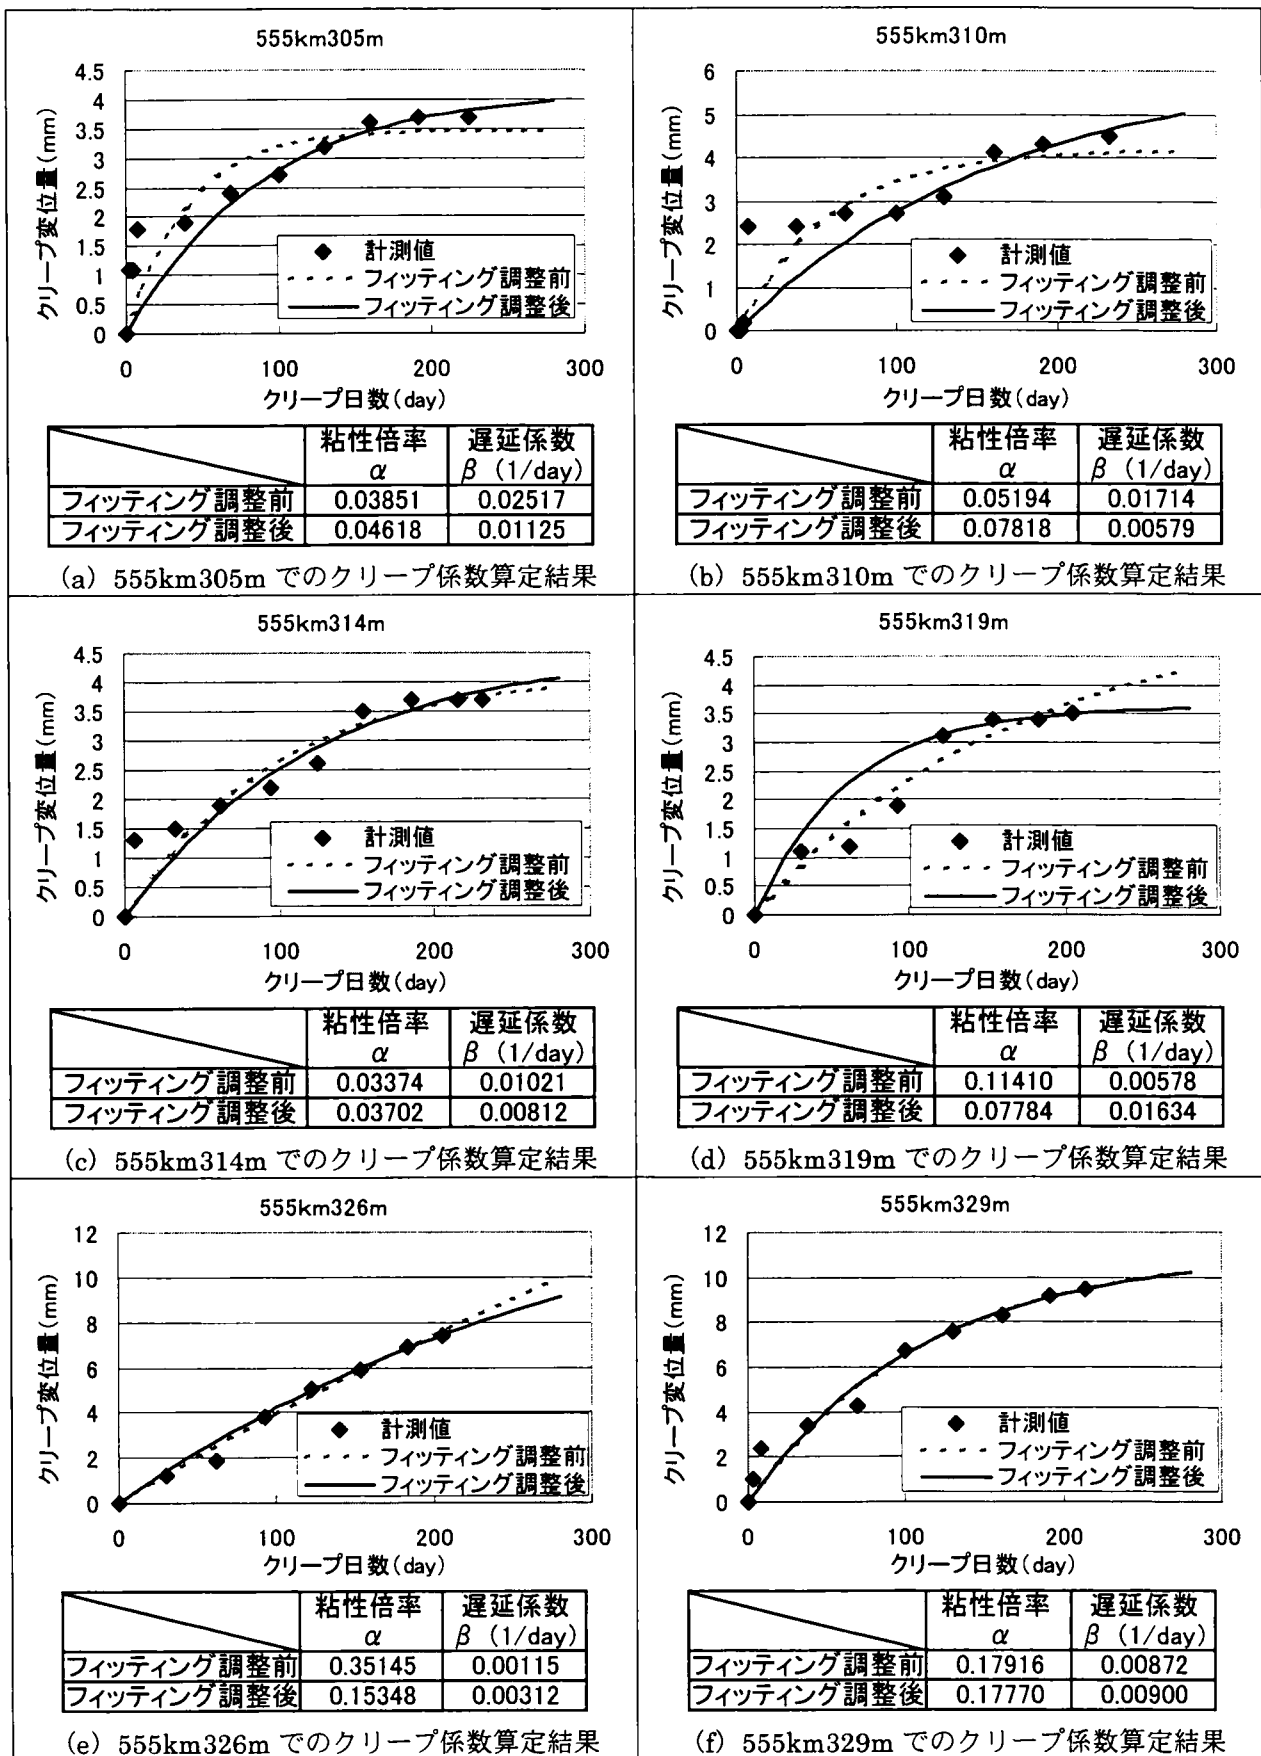 555km305m
4.5
4
3.5
3
2.5
2
1.5
1
0.5
0
クリープ変位量(mm)
計測値
フィッティング調整前
フィッティング調整後
0 100 200 300
クリープ日数(day)
粘性倍率 遅延係数
α β (1/day)
フィッティング調整前 0.03851 0.02517
フィッティング調整後 0.04618 0.01125
(a) 555km305m でのクリープ係数算定結果
555km310m
6
5
4
3
2
1
0
クリープ変位量(mm)
計測値
フィッティング調整前
フィッティング調整後
0 100 200 300
クリープ日数(day)
粘性倍率 遅延係数
α β (1/day)
フィッティング調整前 0.05194 0.01714
フィッティング調整後 0.07818 0.00579
(b) 555km310m でのクリープ係数算定結果
555km314m
4.5
4
3.5
3
2.5
2
1.5
1
0.5
0
クリープ変位量(mm)
計測値
フィッティング調整前
フィッティング調整後
0 100 200 300
クリープ日数(day)
粘性倍率 遅延係数
α β (1/day)
フィッティング調整前 0.03374 0.01021
フィッティング調整後 0.03702 0.00812
(c) 555km314m でのクリープ係数算定結果
555km319m
4.5
4
3.5
3
2.5
2
1.5
1
0.5
0
クリープ変位量(mm)
計測値
フィッティング調整前
フィッティング調整後
0 100 200 300
クリープ日数(day)
粘性倍率 遅延係数
α β (1/day)
フィッティング調整前 0.11410 0.00578
フィッティング調整後 0.07784 0.01634
(d) 555km319m でのクリープ係数算定結果
555km326m
12
10
8
6
4
2
0
クリープ変位量(mm)
計測値
フィッティング調整前
フィッティング調整後
0 100 200 300
クリープ日数(day)
粘性倍率 遅延係数
α β (1/day)
フィッティング調整前 0.35145 0.00115
フィッティング調整後 0.15348 0.00312
(e) 555km326m でのクリープ係数算定結果
555km329m
12
10
8
6
4
2
0
クリープ変位量(mm)
計測値
フィッティング調整前
フィッティング調整後
0 100 200 300
クリープ日数(day)
粘性倍率 遅延係数
α β (1/day)
フィッティング調整前 0.17916 0.00872
フィッティング調整後 0.17770 0.00900
(f) 555km329m でのクリープ係数算定結果